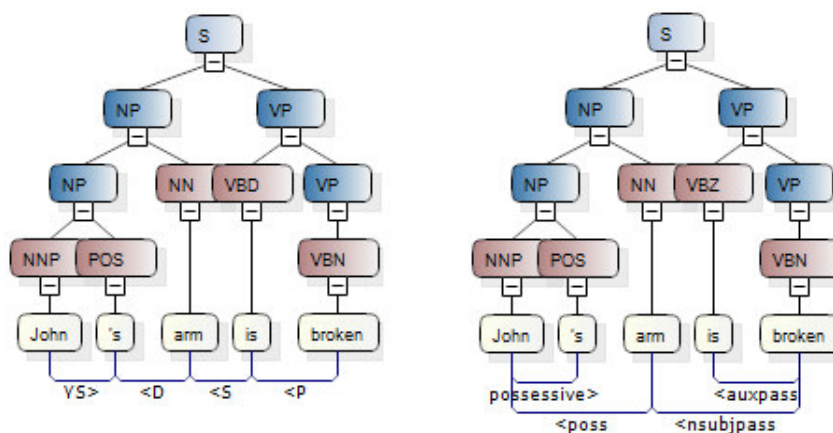 S S
NP VP NP VP
NP NN VBD VP NP NN VBZ VP
NNP POS VBN NNP POS VBN
John 's arm is broken John 's arm is broken
YS> <D <S <P possessive> <auxpass
<poss <nsubjpass